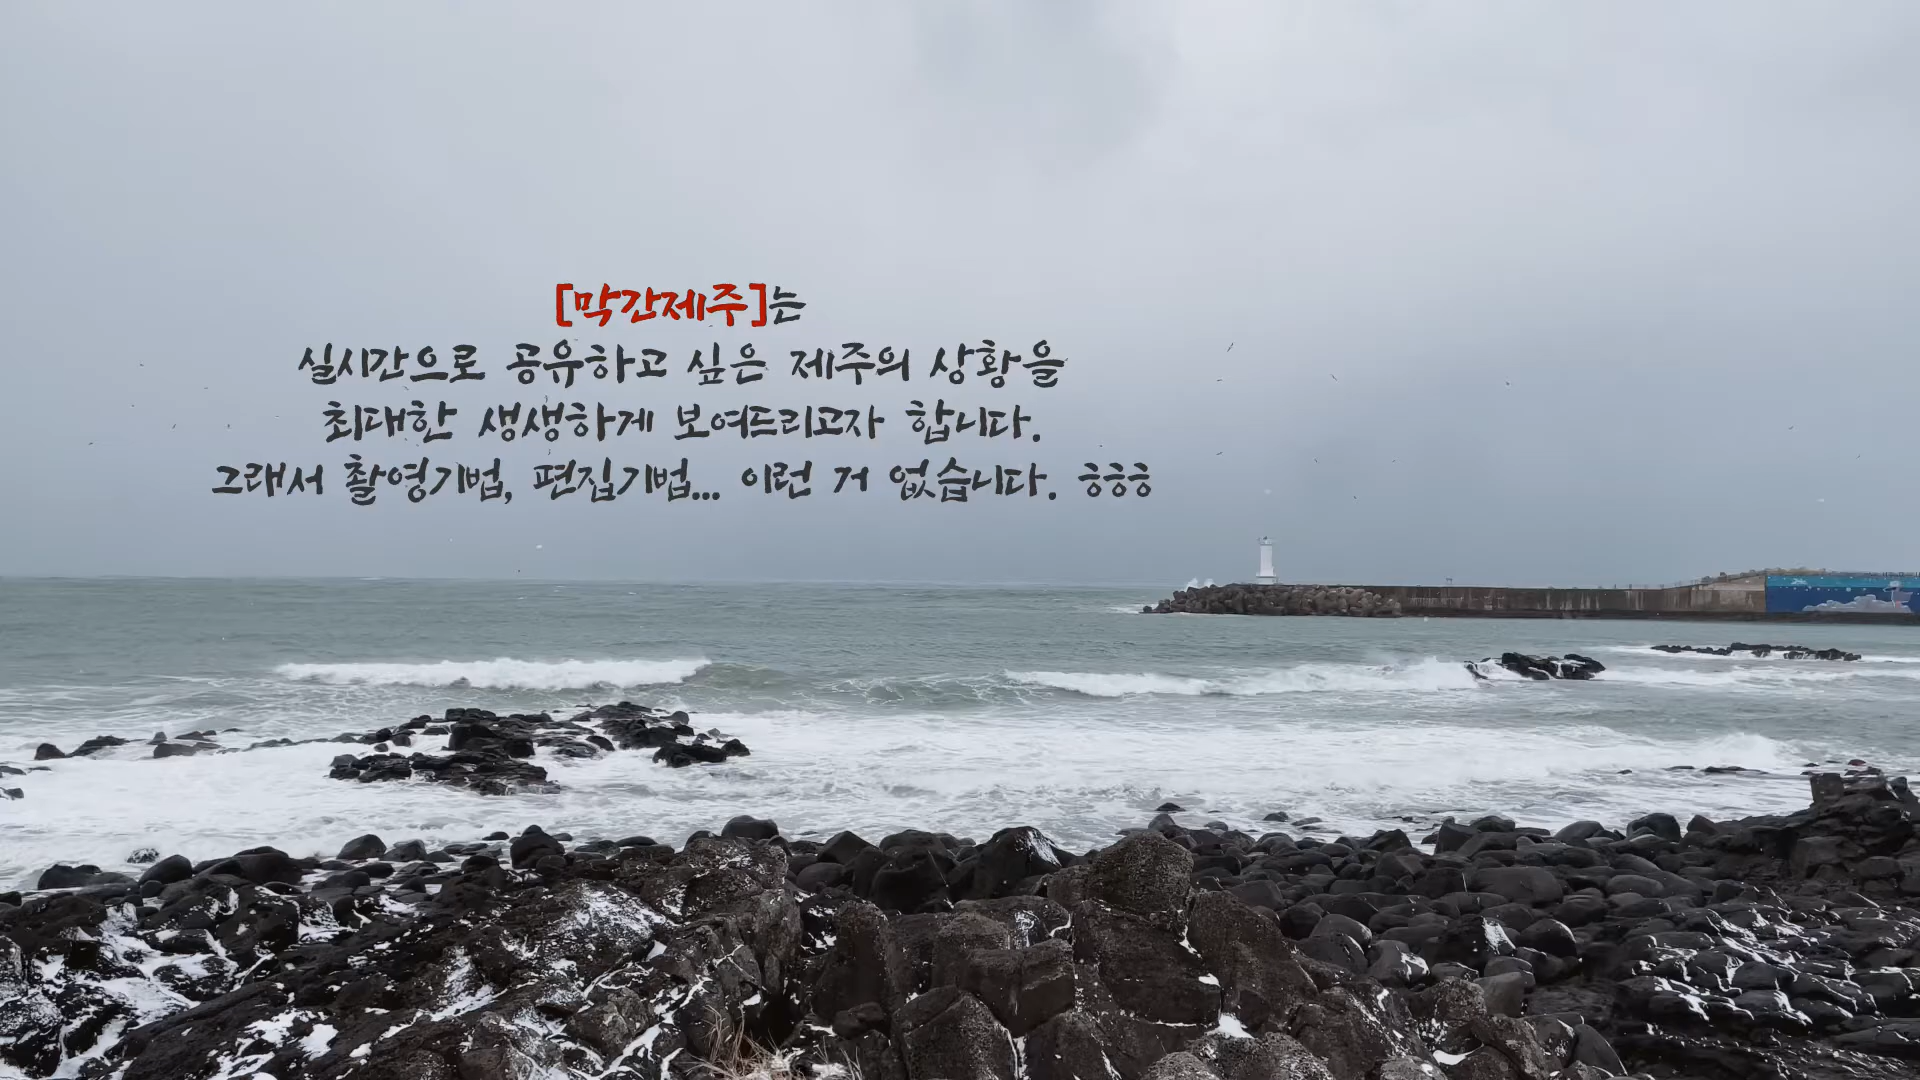 [막간제주]는
실시간으로 공유하고 싶은 제주의 상황을
최대한 생생하게 보여드리고자 합니다.
그래서 촬영기법, 편집기법... 이런 거 없습니다. ㅎㅎㅎ